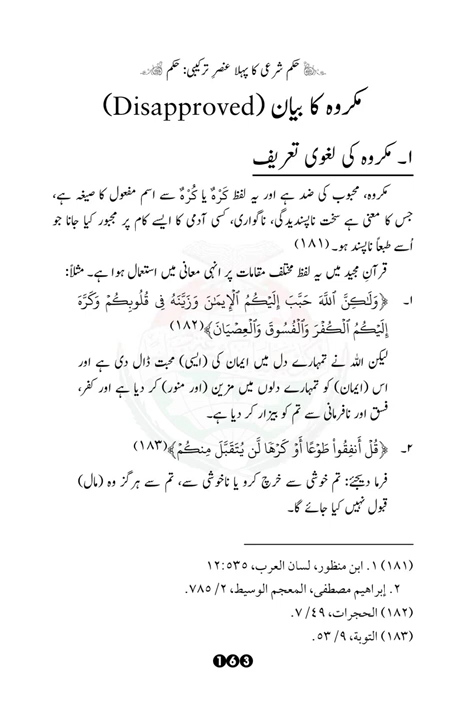 حکم شرعی کا پہلا عنصرِ ترکیبی: حکم
مکروہ کا بیان (Disapproved)
۱۔ مکروہ کی لغوی تعریف
مکروہ، محبوب کی ضد ہے اور یہ لفظ کَرْہٌ یا کُرْہٌ سے اسم مفعول کا صیغہ ہے،
جس کا معنی ہے سخت ناپسندیدگی، ناگواری، کسی آدمی کا ایسے کام پر مجبور کیا جانا جو
اُسے طبعاً ناپسند ہو۔(۱۸۱)
قرآنِ مجید میں یہ لفظ مختلف مقامات پر انہی معانی میں استعمال ہوا ہے۔ مثلاً:
۱۔ ﴿وَلَـٰكِنَّ ٱللَّهَ حَبَّبَ إِلَيْكُمُ ٱلْإِيمَـٰنَ وَزَيَّنَهُۥ فِى قُلُوبِكُمْ وَكَرَّهَ
إِلَيْكُمُ ٱلْكُفْرَ وَٱلْفُسُوقَ وَٱلْعِصْيَانَ﴾(۱۸۲)
لیکن اللہ نے تمہارے دل میں ایمان کی (ایسی) محبت ڈال دی ہے اور
اس (ایمان) کو تمہارے دلوں میں مزین (اور منور) کر دیا ہے اور کفر،
فسق اور نافرمانی سے تم کو بیزار کر دیا ہے۔
۲۔ ﴿قُلْ أَنفِقُوا۟ طَوْعًا أَوْ كَرْهًا لَّن يُتَقَبَّلَ مِنكُمْ﴾(۱۸۳)
فرما دیجئے: تم خوشی سے خرچ کرو یا ناخوشی سے، تم سے ہرگز وہ (مال)
قبول نہیں کیا جائے گا۔
(۱۸۱) ۱۔ ابن منظور، لسان العرب، ۱۲:۵۳۵
۲۔ إبراهيم مصطفى، المعجم الوسيط، ۲/ ۷۸۵۔
(۱۸۲) الحجرات، ۴۹/ ۷۔
(۱۸۳) التوبة، ۹/ ۵۳۔
163